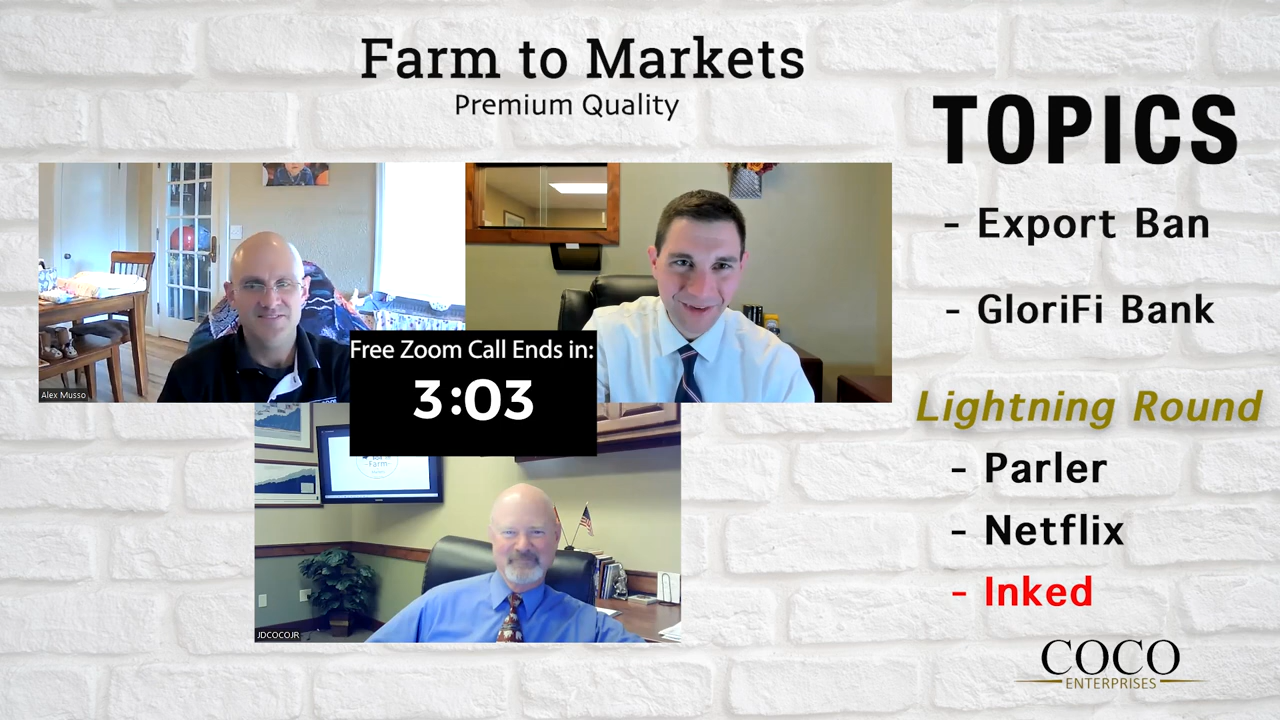 Farm to Markets
Premium Quality
TOPICS
- Export Ban
- GloriFi Bank
Lightning Round
- Parler
- Netflix
- Inked
Free Zoom Call Ends in:
3:03
Alex Musso
-Farm-
JDCOCOJR
COCO
ENTERPRISES